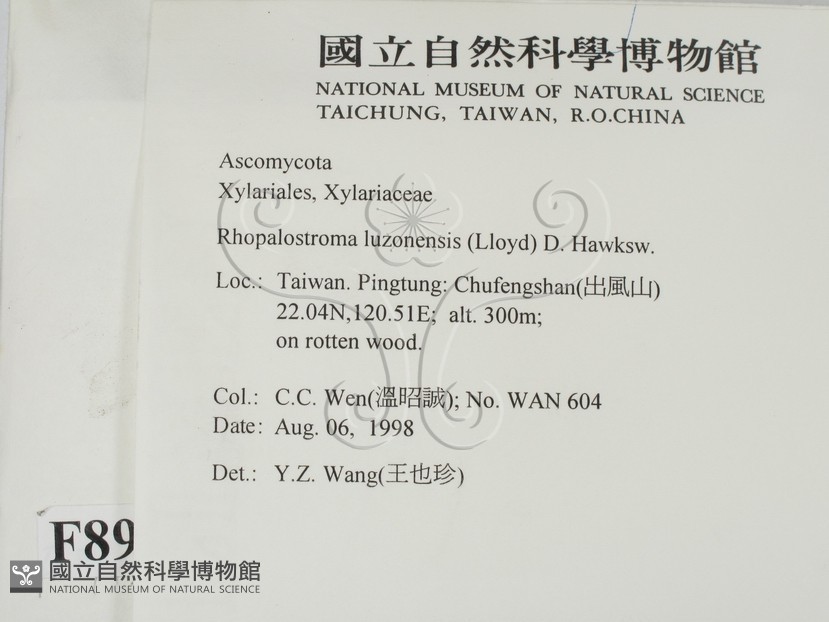 國立自然科學博物館
NATIONAL MUSEUM OF NATURAL SCIENCE
TAICHUNG, TAIWAN, R.O.CHINA
Ascomycota
Xylariales, Xylariaceae
Rhopalostroma luzonensis (Lloyd) D. Hawksw.
Loc.: Taiwan. Pingtung: Chufengshan(出風山)
22.04N,120.51E; alt. 300m;
on rotten wood.
Col.: C.C. Wen(溫昭誠); No. WAN 604
Date: Aug. 06, 1998
Det.: Y.Z. Wang(王也珍)
F89
國立自然科學博物館
NATIONAL MUSEUM OF NATURAL SCIENCE